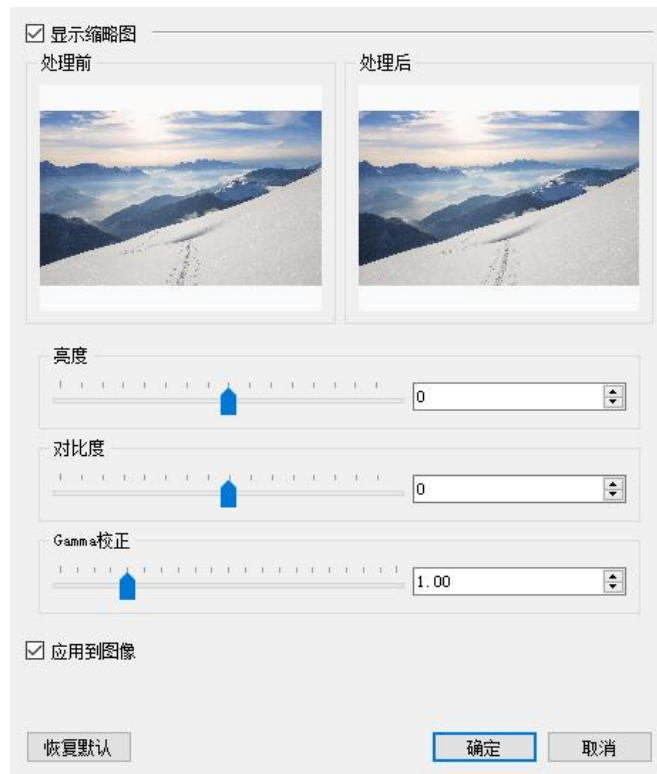 显示缩略图
处理前
处理后
亮度
0
对比度
0
Gamma校正
1.00
应用到图像
恢复默认
确定
取消